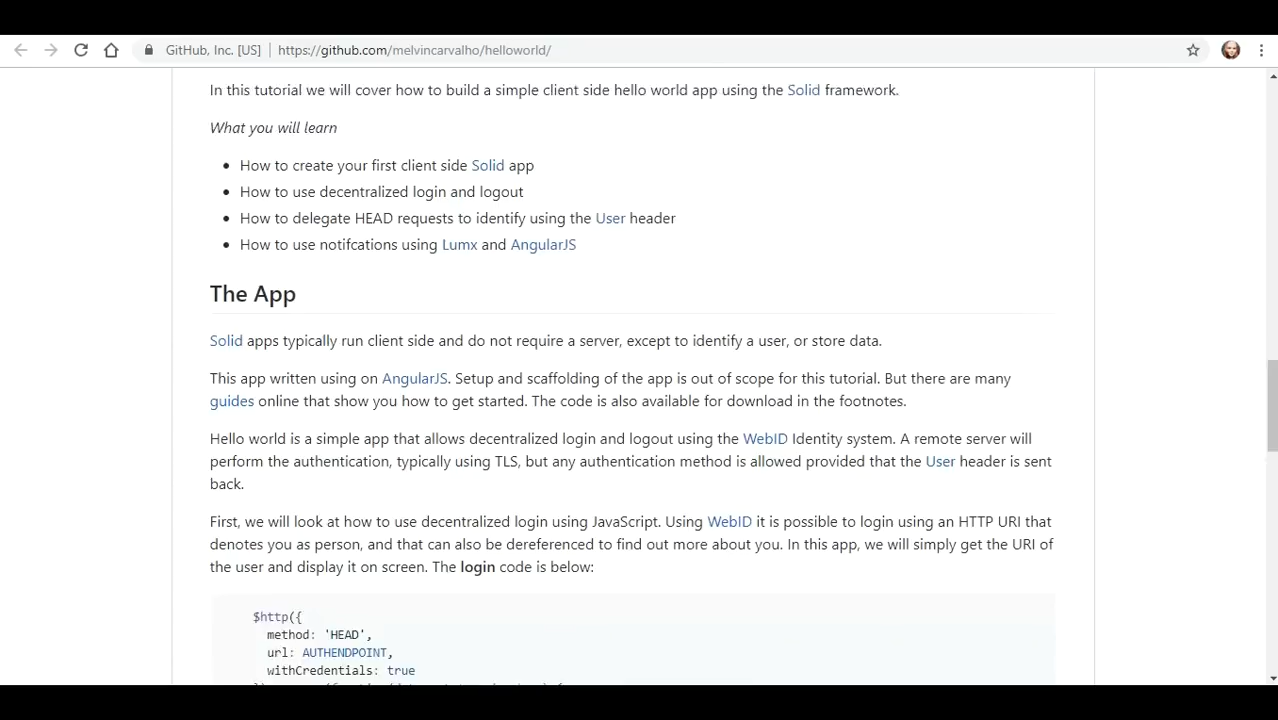 GitHub, Inc. [US] | https://github.com/melvincarvalho/helloworld/
In this tutorial we will cover how to build a simple client side hello world app using the Solid framework.
What you will learn
How to create your first client side Solid app
How to use decentralized login and logout
How to delegate HEAD requests to identify using the User header
How to use notifcations using Lumx and AngularJS
The App
Solid apps typically run client side and do not require a server, except to identify a user, or store data.
This app written using on AngularJS. Setup and scaffolding of the app is out of scope for this tutorial. But there are many
guides online that show you how to get started. The code is also available for download in the footnotes.
Hello world is a simple app that allows decentralized login and logout using the WebID Identity system. A remote server will
perform the authentication, typically using TLS, but any authentication method is allowed provided that the User header is sent
back.
First, we will look at how to use decentralized login using JavaScript. Using WebID it is possible to login using an HTTP URI that
denotes you as person, and that can also be dereferenced to find out more about you. In this app, we will simply get the URI of
the user and display it on screen. The login code is below:
$http({
method: 'HEAD',
url: AUTHENDPOINT,
withCredentials: true